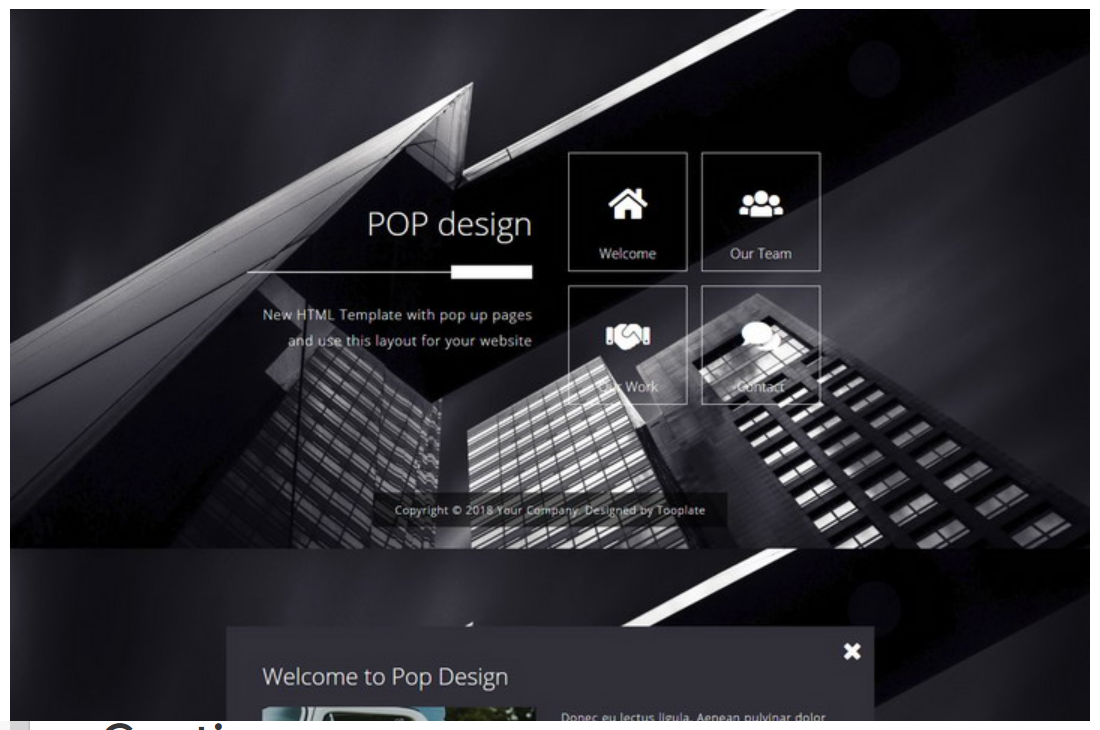 POP design
New HTML Template with pop up pages
and use this layout for your website
Welcome
Our Team
Our Work
Contact
Copyright © 2018 Your Company. Designed by Tooplate
Welcome to Pop Design
Donec eu lectus ligula. Aenean pulvinar dolor